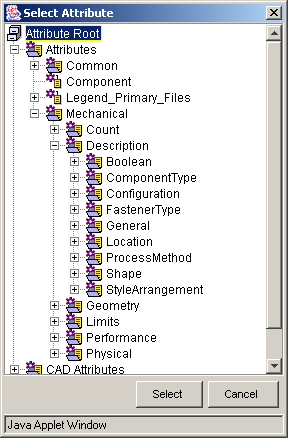 Select Attribute
Attribute Root
Attributes
Common
Component
Legend_Primary_Files
Mechanical
Count
Description
Boolean
ComponentType
Configuration
FastenerType
General
Location
ProcessMethod
Shape
StyleArrangement
Geometry
Limits
Performance
Physical
CAD Attributes
Select Cancel
Java Applet Window